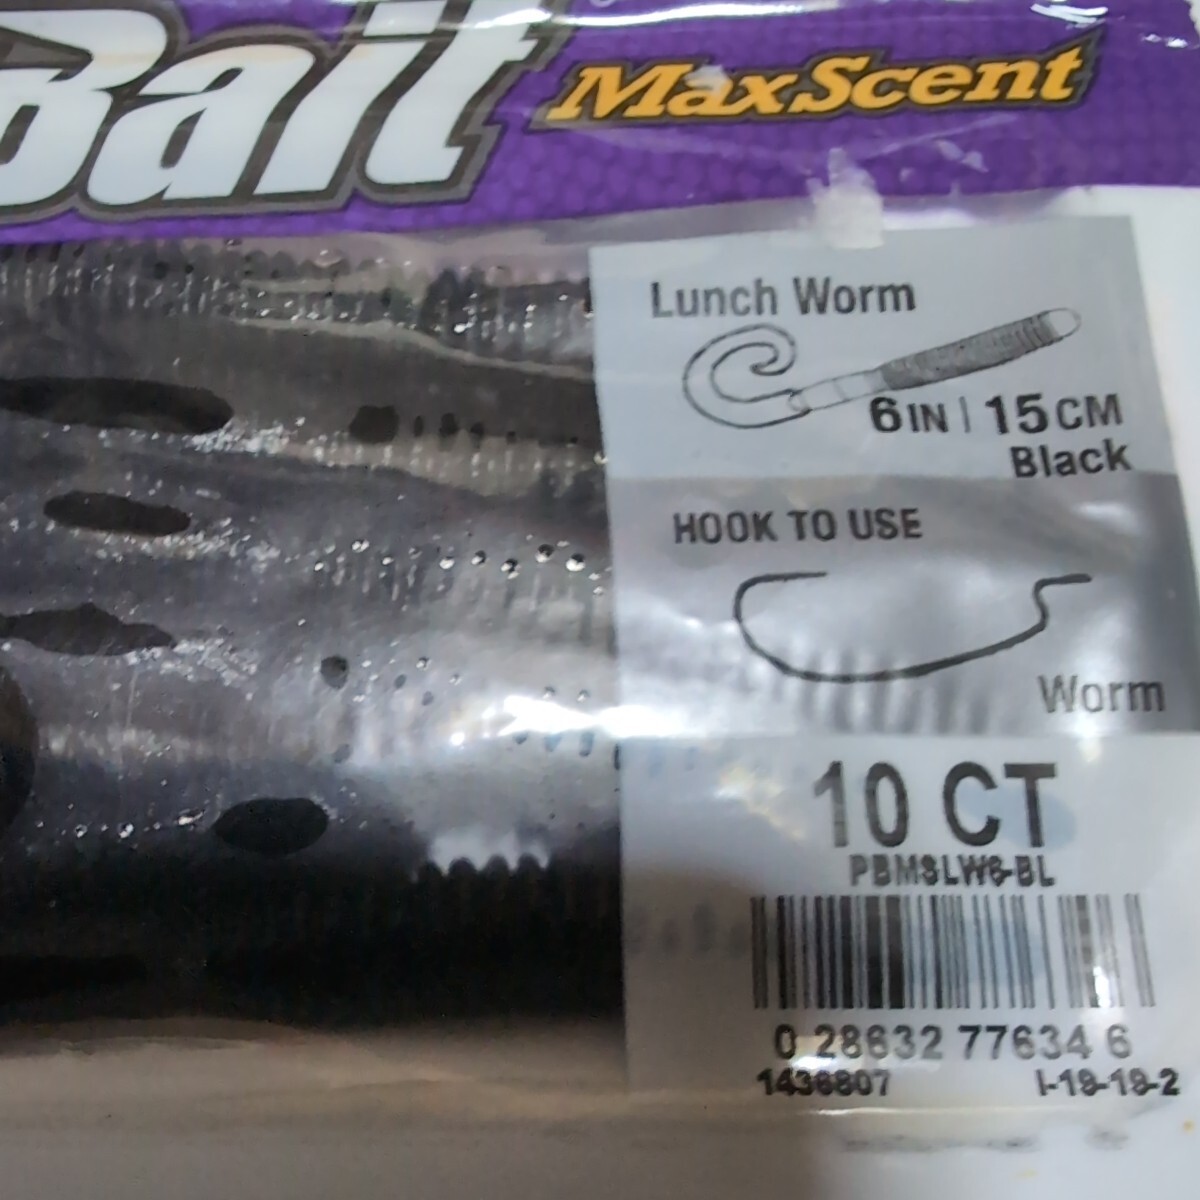 Bait MaxScent
Lunch Worm
6IN | 15CM
Black
HOOK TO USE
Worm
10 CT
PBMSLW6-BL
0 28632 77634 6
1436807 I-19-19-2